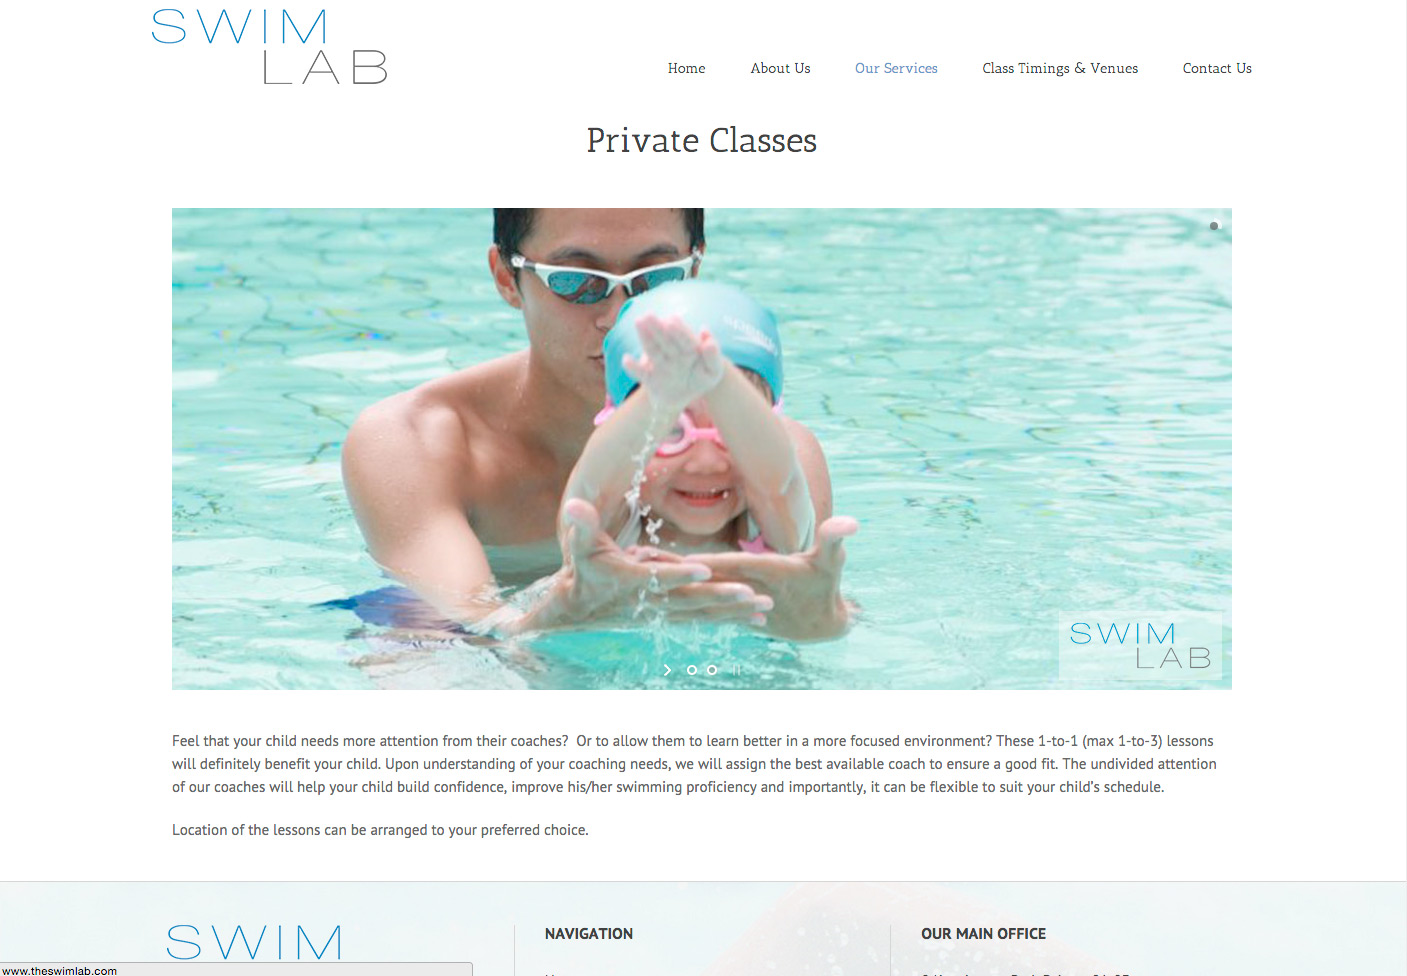 SWIM
LAB
Home About Us Our Services Class Timings & Venues Contact Us
Private Classes
speedo
SWIM
LAB
Feel that your child needs more attention from their coaches?  Or to allow them to learn better in a more focused environment? These 1-to-1 (max 1-to-3) lessons
will definitely benefit your child. Upon understanding of your coaching needs, we will assign the best available coach to ensure a good fit. The undivided attention
of our coaches will help your child build confidence, improve his/her swimming proficiency and importantly, it can be flexible to suit your child's schedule.
Location of the lessons can be arranged to your preferred choice.
SWIM
NAVIGATION
OUR MAIN OFFICE
www.theswimlab.com